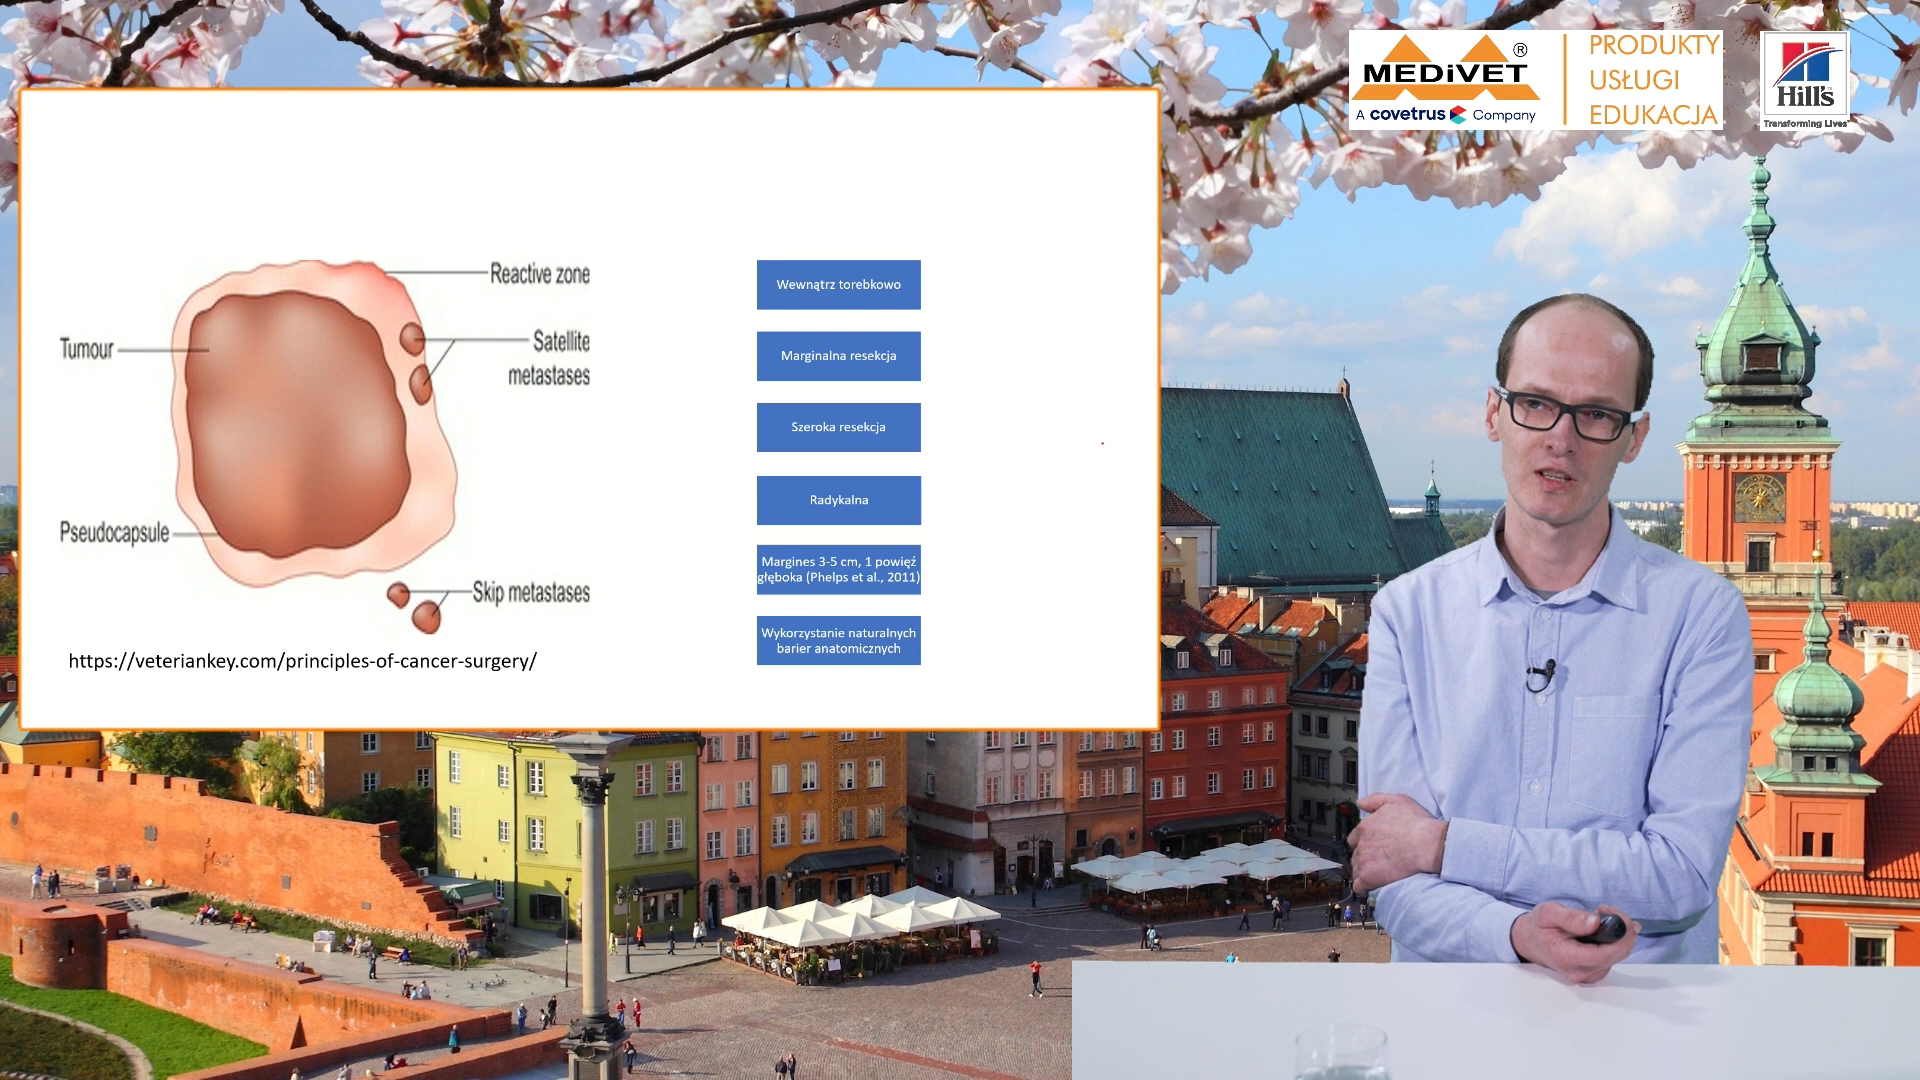 MEDiVET®
A covetrus Company
PRODUKTY
USŁUGI
EDUKACJA
Hill's
Transforming Lives
Reactive zone
Tumour
Satellite
metastases
Pseudocapsule
Skip metastases
https://veteriankey.com/principles-of-cancer-surgery/
Wewnątrz torebkowo
Marginalna resekcja
Szeroka resekcja
Radykalna
Margines 3-5 cm, 1 powięź
głęboka (Phelps et al., 2011)
Wykorzystanie naturalnych
barier anatomicznych